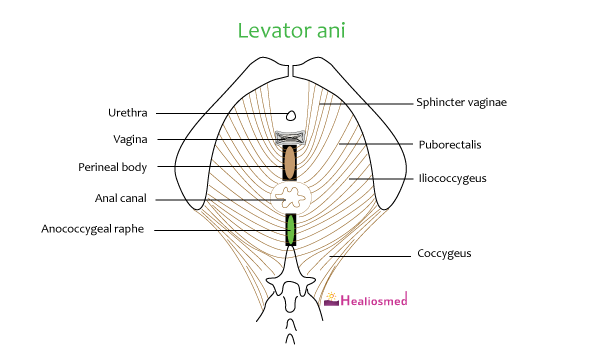 Levator ani
Urethra
Vagina
Perineal body
Anal canal
Anococcygeal raphe
Sphincter vaginae
Puborectalis
Iliococcygeus
Coccygeus
Healiosmed